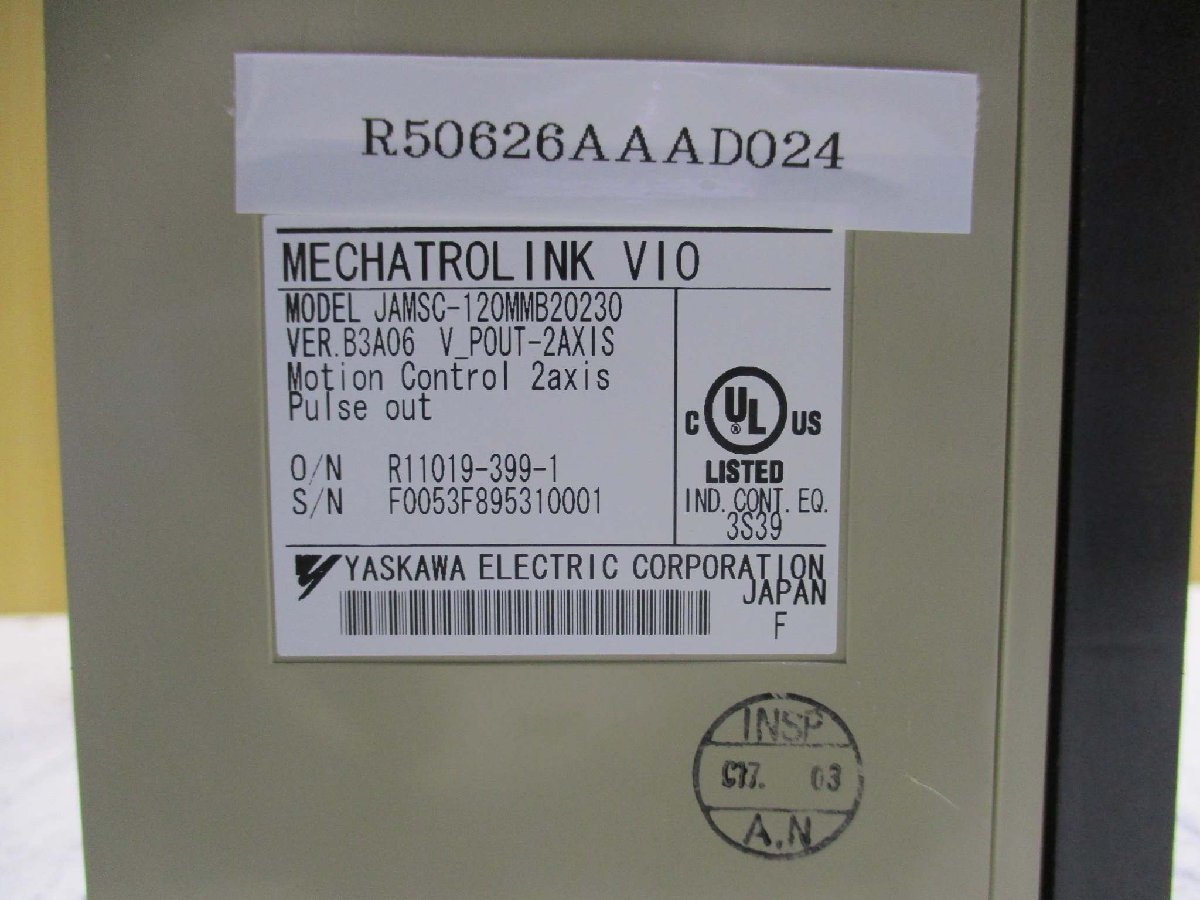 R50626AAAD024
MECHATROLINK VIO
MODEL JAMSC-120MMB20230
VER.B3A06 V_POUT-2AXIS
Motion Control 2axis
Pulse out
O/N R11019-399-1
S/N F0053F895310001
C UL ® US
LISTED
IND. CONT. EQ.
3S39
YASKAWA ELECTRIC CORPORATION
JAPAN
F
INSP
03
A.N